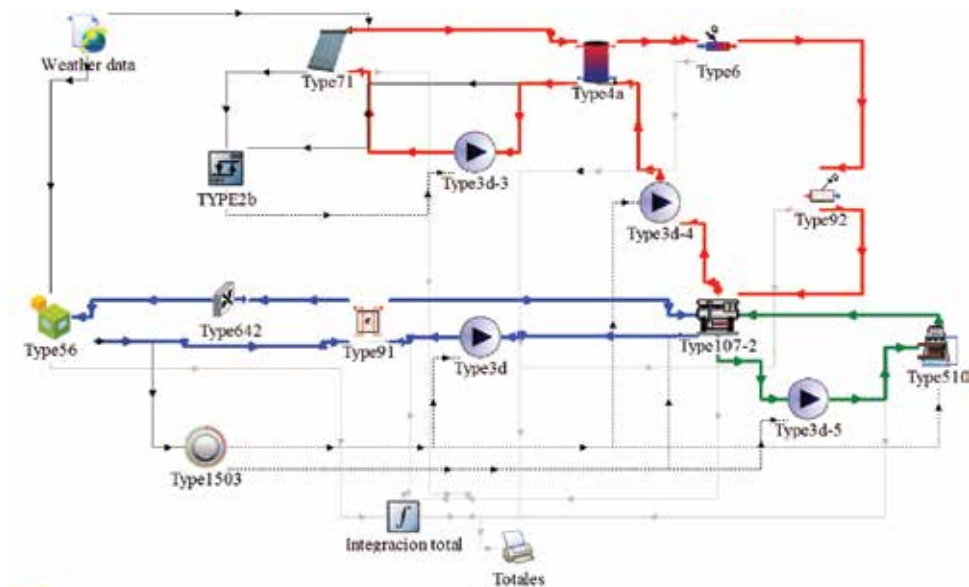 Weather data
Type71
Type4a
Type6
TYPE2b
Type3d-3
Type3d-4
Type92
Type56
Type642
Type91
Type3d
Type107-2
Type510
Type3d-5
Type1503
Integracion total
Totales